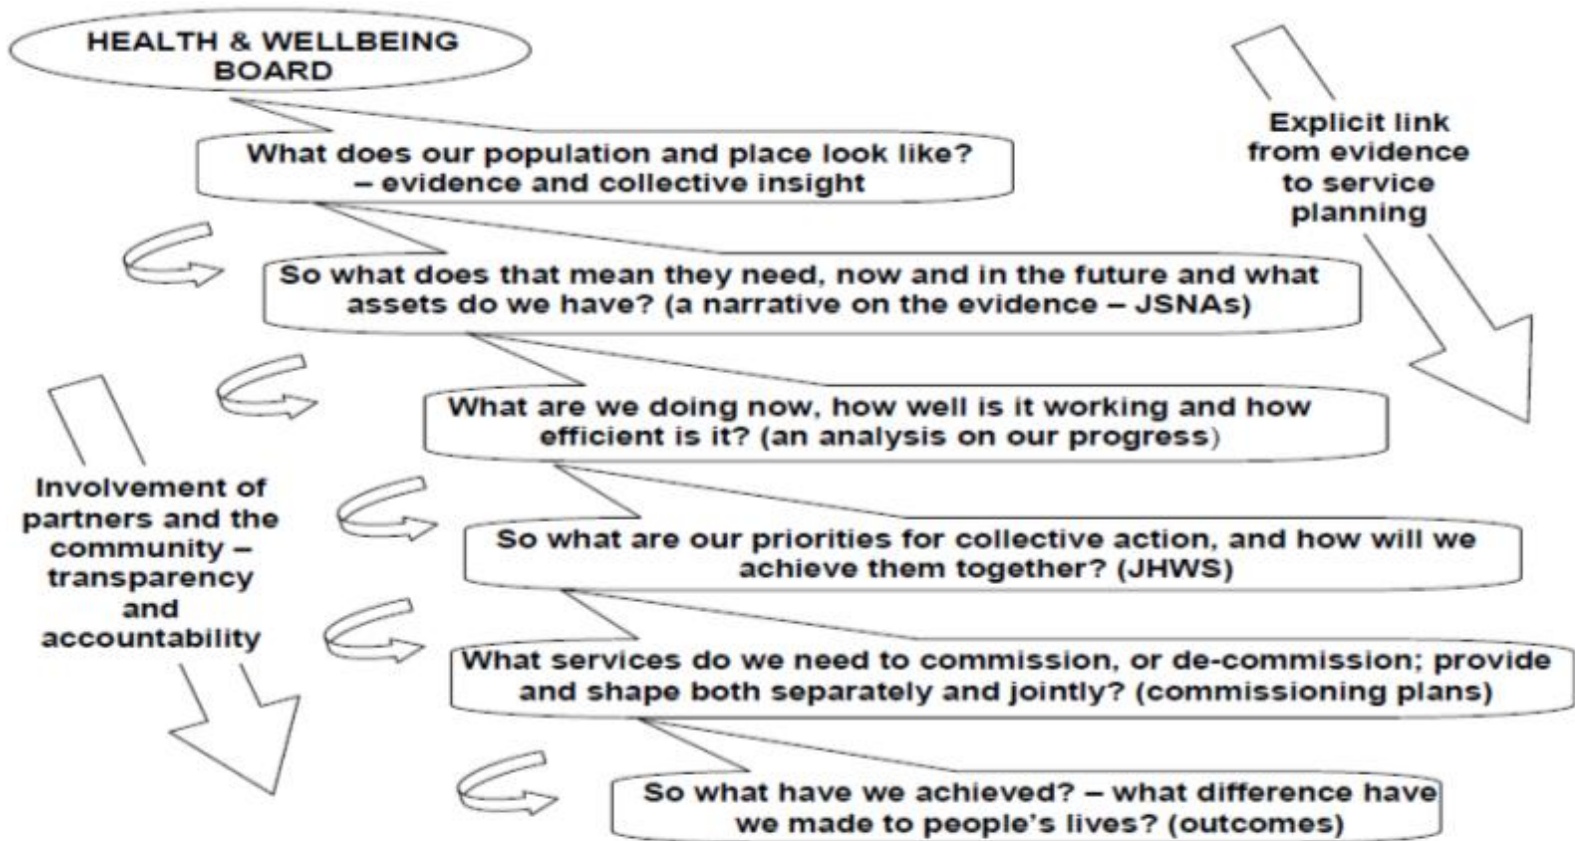 HEALTH & WELLBEING
BOARD
What does our population and place look like?
– evidence and collective insight
Explicit link
from evidence
to service
planning
So what does that mean they need, now and in the future and what
assets do we have? (a narrative on the evidence – JSNAs)
What are we doing now, how well is it working and how
efficient is it? (an analysis on our progress)
Involvement of
partners and the
community –
transparency
and
accountability
So what are our priorities for collective action, and how will we
achieve them together? (JHWS)
What services do we need to commission, or de-commission; provide
and shape both separately and jointly? (commissioning plans)
So what have we achieved? – what difference have
we made to people's lives? (outcomes)